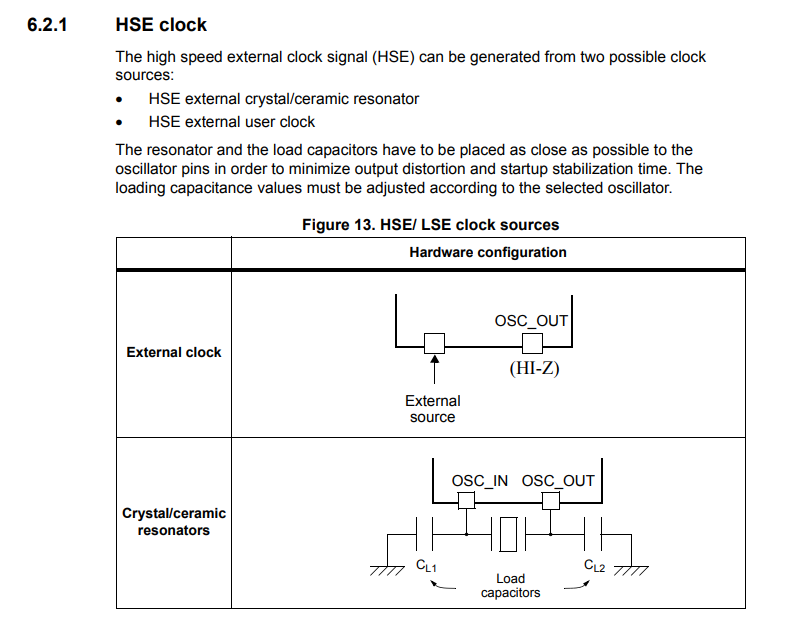 6.2.1 HSE clock
The high speed external clock signal (HSE) can be generated from two possible clock
sources:
• HSE external crystal/ceramic resonator
• HSE external user clock
The resonator and the load capacitors have to be placed as close as possible to the
oscillator pins in order to minimize output distortion and startup stabilization time. The
loading capacitance values must be adjusted according to the selected oscillator.
Figure 13. HSE/ LSE clock sources
Hardware configuration
External clock
OSC_OUT
(HI-Z)
External
source
Crystal/ceramic
resonators
OSC_IN OSC_OUT
CL1
CL2
Load
capacitors